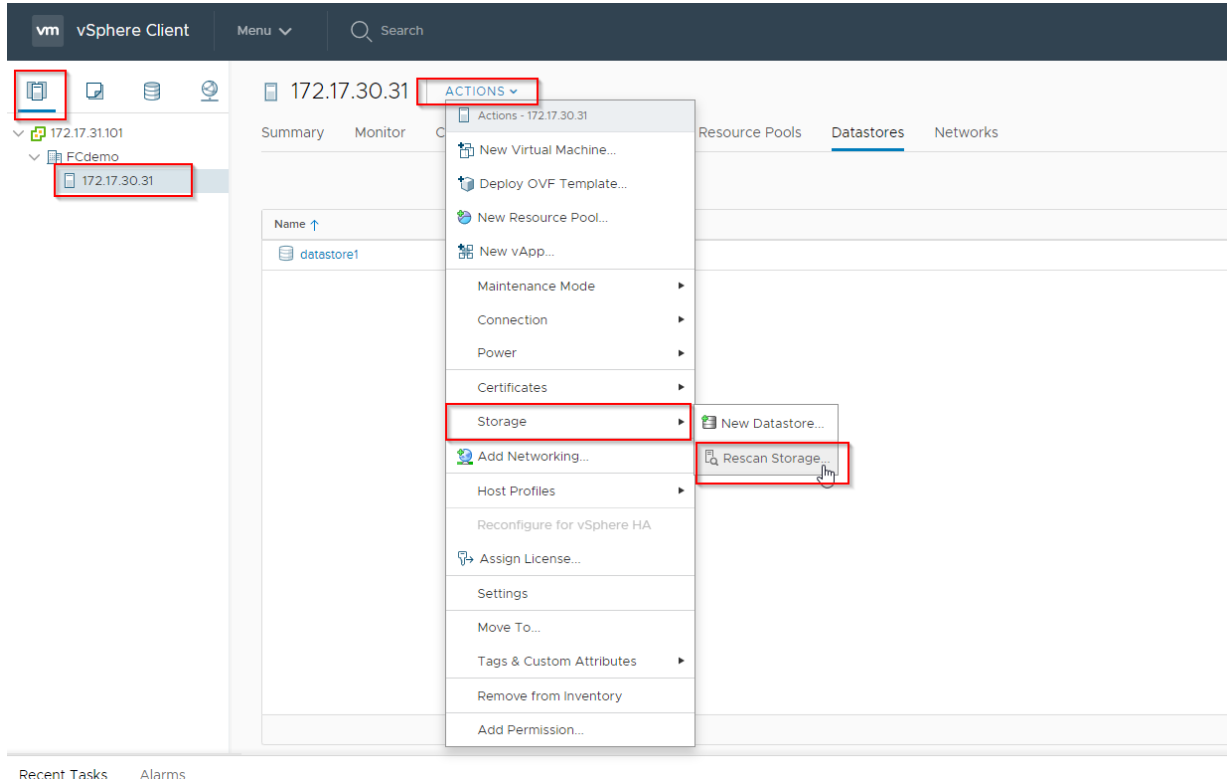 vm vSphere Client Menu Search
172.17.31.101
FCdemo
172.17.30.31
172.17.30.31 ACTIONS
Summary Monitor C Resource Pools Datastores Networks
Name
datastore1
Actions - 172.17.30.31
New Virtual Machine...
Deploy OVF Template...
New Resource Pool...
New vApp...
Maintenance Mode
Connection
Power
Certificates
Storage
New Datastore...
Rescan Storage...
Add Networking...
Host Profiles
Reconfigure for vSphere HA
Assign License...
Settings
Move To...
Tags & Custom Attributes
Remove from Inventory
Add Permission...
Recent Tasks Alarms